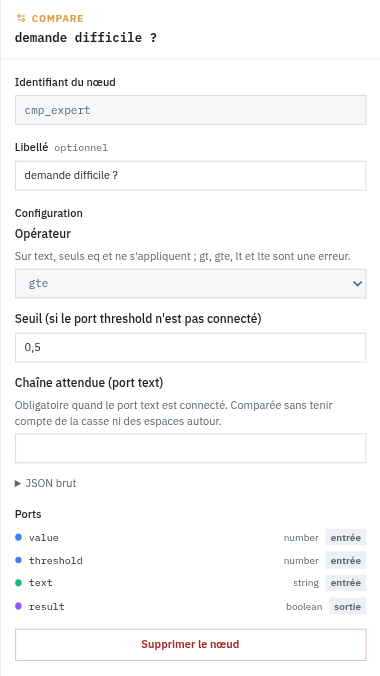 COMPARE
demande difficile ?
Identifiant du nœud
cmp_expert
Libellé optionnel
demande difficile ?
Configuration
Opérateur
Sur text, seuls eq et ne s'appliquent ; gt, gte, lt et lte sont une erreur.
gte
Seuil (si le port threshold n'est pas connecté)
0,5
Chaîne attendue (port text)
Obligatoire quand le port text est connecté. Comparée sans tenir
compte de la casse ni des espaces autour.
JSON brut
Ports
value number entrée
threshold number entrée
text string entrée
result boolean sortie
Supprimer le nœud